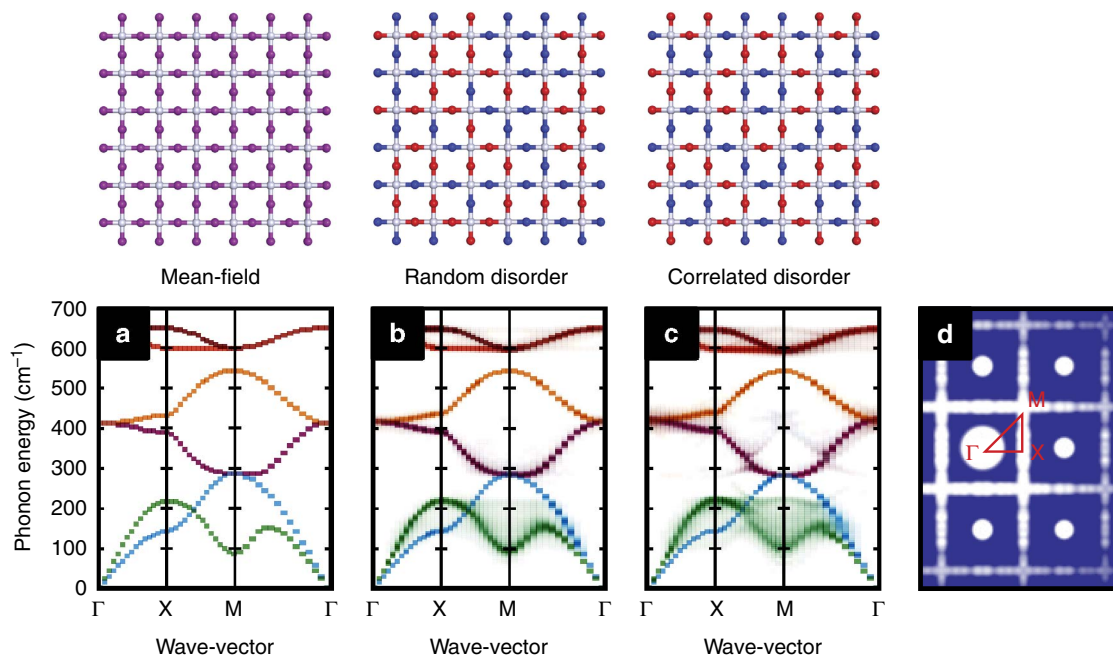 Mean-field
Random disorder
Correlated disorder
a
b
c
d
Phonon energy (cm⁻¹)
700
600
500
400
300
200
100
0
Γ
X
M
Γ
Γ
X
M
Γ
Γ
X
M
Γ
Wave-vector
Wave-vector
Wave-vector
M
Γ
X